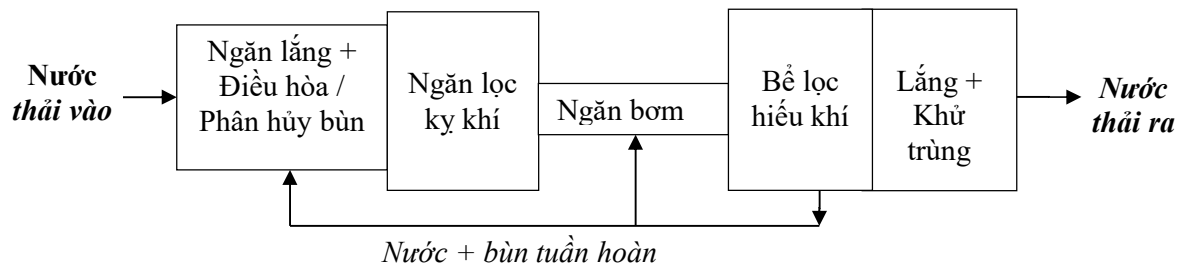 Nước
thải vào
Ngăn lắng +
Điều hòa /
Phân hủy bùn
Ngăn lọc
kỵ khí
Ngăn bơm
Bể lọc
hiếu khí
Lắng +
Khử
trùng
Nước
thải ra
Nước + bùn tuần hoàn